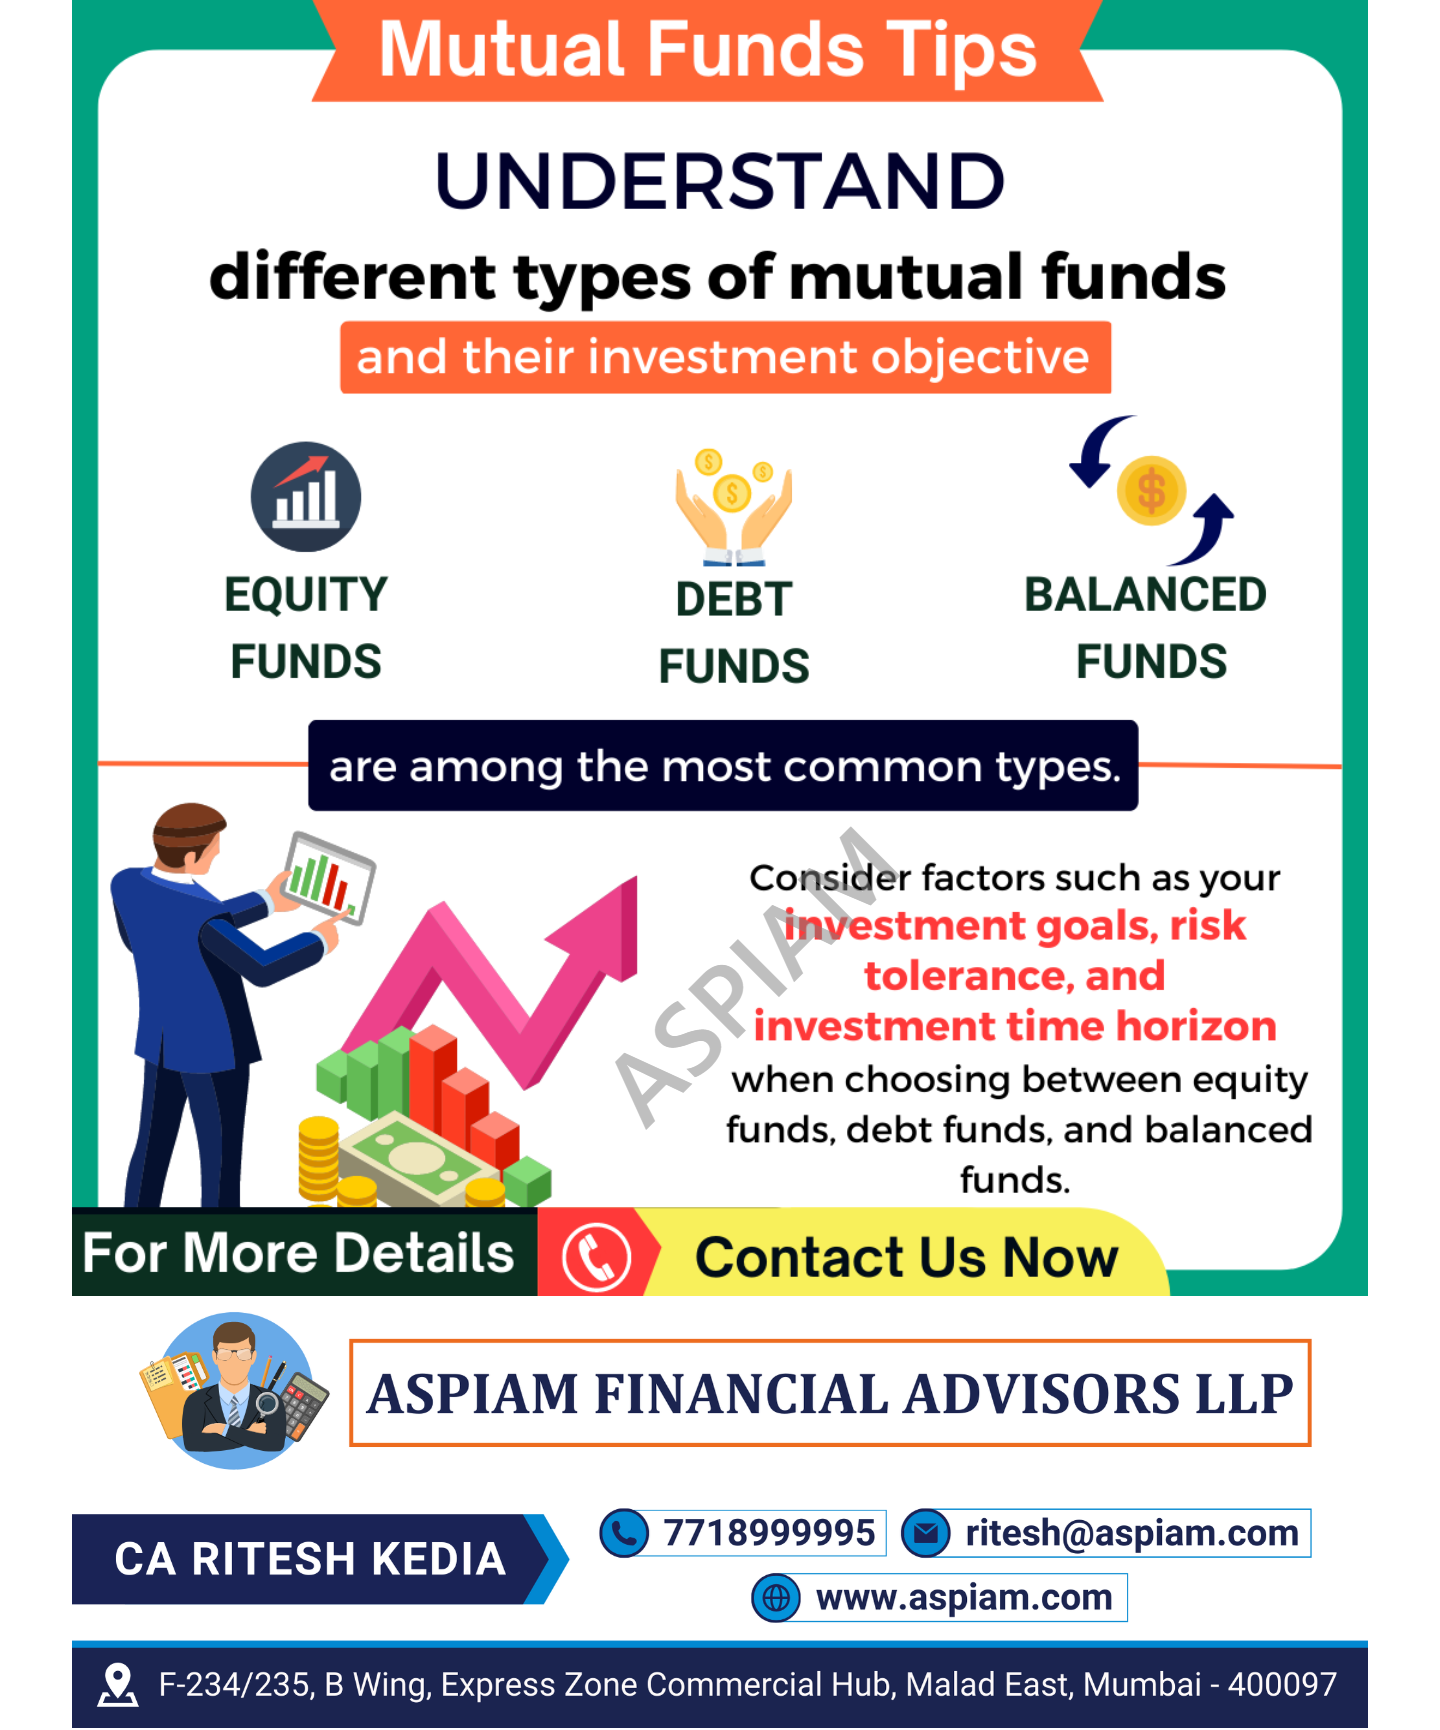 Mutual Funds Tips
UNDERSTAND
different types of mutual funds
and their investment objective
EQUITY
FUNDS
DEBT
FUNDS
BALANCED
FUNDS
are among the most common types.
Consider factors such as your
investment goals, risk
tolerance, and
investment time horizon
when choosing between equity
funds, debt funds, and balanced
funds.
ASPIAM
For More Details
Contact Us Now
ASPIAM FINANCIAL ADVISORS LLP
CA RITESH KEDIA
7718999995
ritesh@aspiam.com
www.aspiam.com
F-234/235, B Wing, Express Zone Commercial Hub, Malad East, Mumbai - 400097